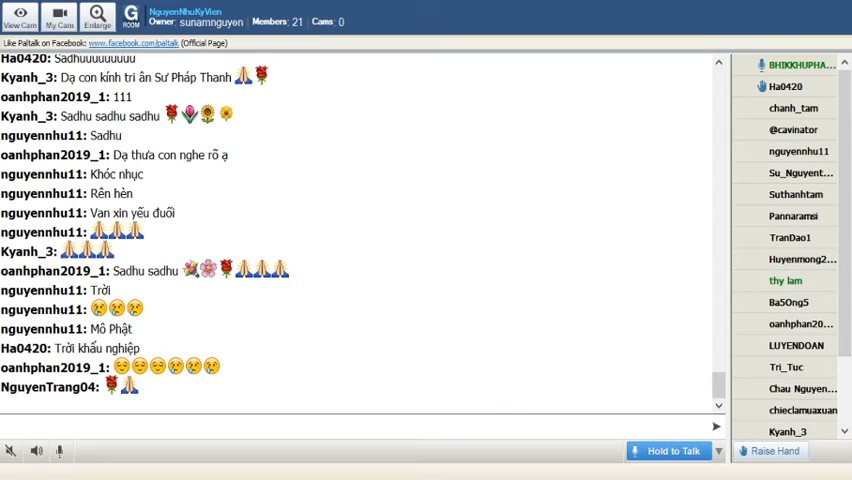 View Cam
My Cam
Enlarge
G
ROOM
NguyenNhuKyVien
Owner: sunamnguyen Members: 21 Cams: 0
Like Paltalk on Facebook: www.facebook.com/paltalk (Official Page)
Ha0420: Sadhuuuuuuuuu
Kyanh_3: Dạ con kính tri ân Sư Pháp Thanh
oanhphan2019_1: 111
Kyanh_3: Sadhu sadhu sadhu
nguyennhu11: Sadhu
oanhphan2019_1: Dạ thưa con nghe rõ ạ
nguyennhu11: Khóc nhục
nguyennhu11: Rên hèn
nguyennhu11: Van xin yếu đuối
nguyennhu11:
Kyanh_3:
oanhphan2019_1: Sadhu sadhu
nguyennhu11: Trời
nguyennhu11:
nguyennhu11: Mô Phật
Ha0420: Trời khẩu nghiệp
oanhphan2019_1:
NguyenTrang04:
BHIKKHUPHA...
Ha0420
chanh_tam
@cavinator
nguyennhu11
Su_Nguyent...
Suthanhtam
Pannaramsi
TranDao1
Huyenmong2...
thy lam
Ba5Ong5
oanhphan20...
LUYENDOAN
Tri_Tuc
Chau Nguyen...
chieclamuaxuan
Kyanh_3
Hold to Talk
Raise Hand